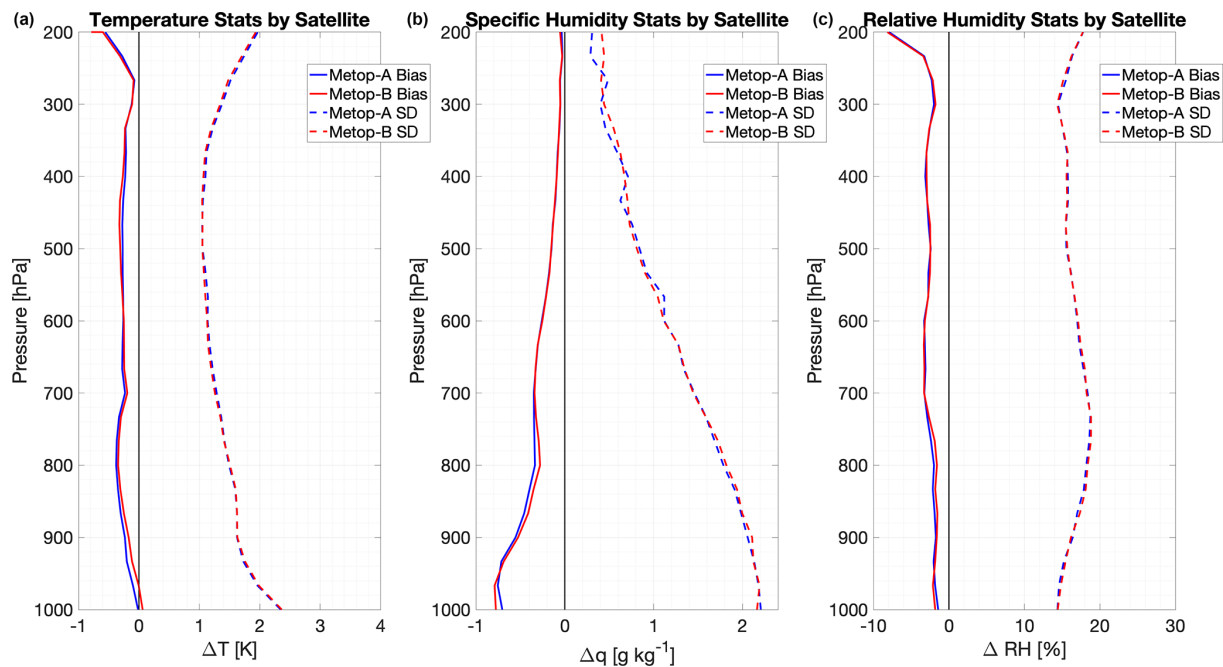 (a)
Temperature Stats by Satellite
200
300
400
500
600
700
800
900
1000
Pressure [hPa]
-1
0
1
2
3
4
ΔT [K]
Metop-A Bias
Metop-B Bias
Metop-A SD
Metop-B SD
(b)
Specific Humidity Stats by Satellite
200
300
400
500
600
700
800
900
1000
Pressure [hPa]
-1
0
1
2
Δq [g kg⁻¹]
Metop-A Bias
Metop-B Bias
Metop-A SD
Metop-B SD
(c)
Relative Humidity Stats by Satellite
200
300
400
500
600
700
800
900
1000
Pressure [hPa]
-10
0
10
20
30
Δ RH [%]
Metop-A Bias
Metop-B Bias
Metop-A SD
Metop-B SD